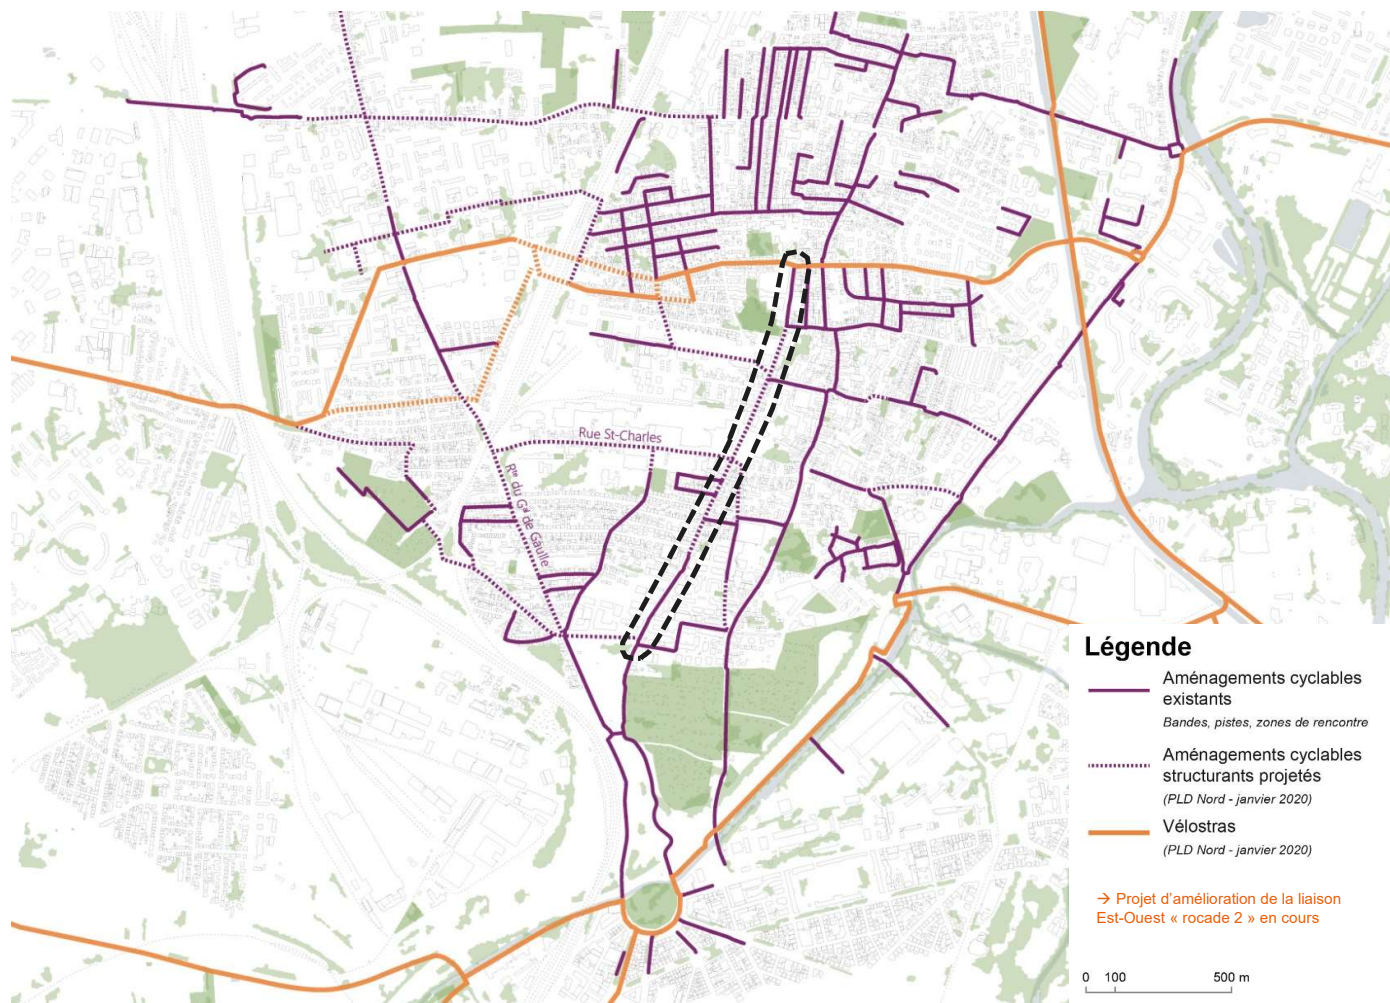 Rue St-Charles
Rte du Gal de Gaulle
Légende
Aménagements cyclables
existants
Bandes, pistes, zones de rencontre
Aménagements cyclables
structurants projetés
(PLD Nord - janvier 2020)
Vélostras
(PLD Nord - janvier 2020)
→ Projet d'amélioration de la liaison
Est-Ouest « rocade 2 » en cours
0 100 500 m